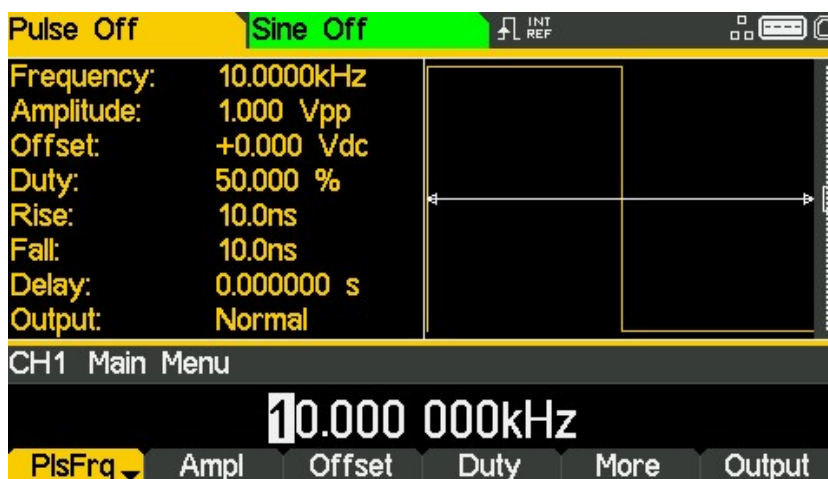 Pulse Off Sine Off INT REF
Frequency: 10.0000kHz
Amplitude: 1.000 Vpp
Offset: +0.000 Vdc
Duty: 50.000 %
Rise: 10.0ns
Fall: 10.0ns
Delay: 0.000000 s
Output: Normal
CH1 Main Menu
10.000 000kHz
PlsFrq Ampl Offset Duty More Output